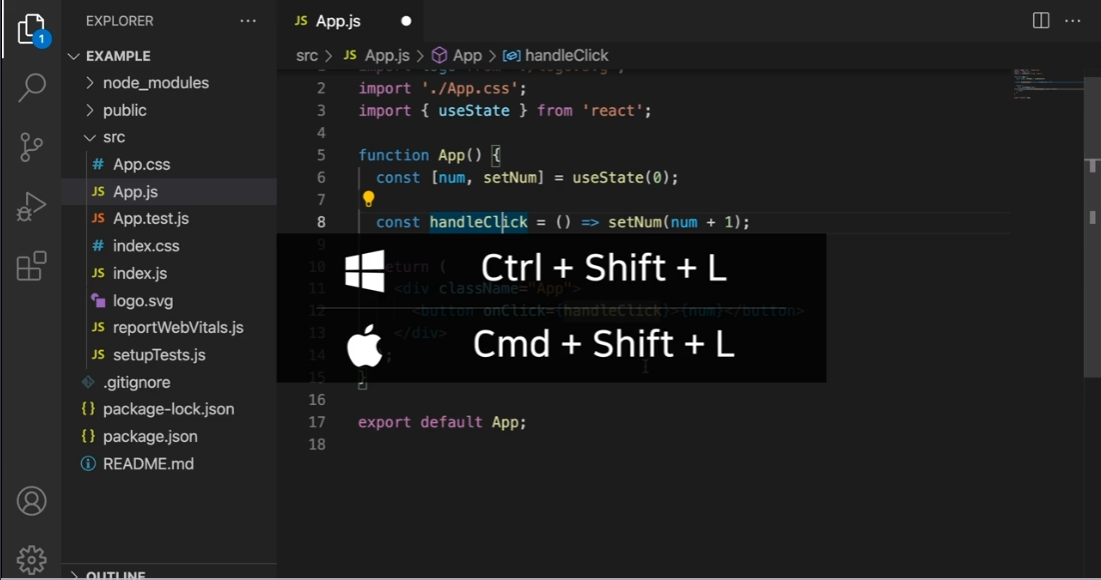 1
EXPLORER ···
EXAMPLE
node_modules
public
src
# App.css
JS App.js
JS App.test.js
# index.css
JS index.js
logo.svg
JS reportWebVitals.js
JS setupTests.js
.gitignore
{} package-lock.json
{} package.json
README.md
OUTLINE
JS App.js
src > JS App.js > App > handleClick
2 import './App.css';
3 import { useState } from 'react';
4
5 function App() {
6 const [num, setNum] = useState(0);
7
8 const handleClick = () => setNum(num + 1);
9
10 return (
Ctrl + Shift + L
11 <div className="App">
12 <button onClick={handleClick}>{num}</button>
13 </div>
Cmd + Shift + L
14 ;
15 }
16
17 export default App;
18